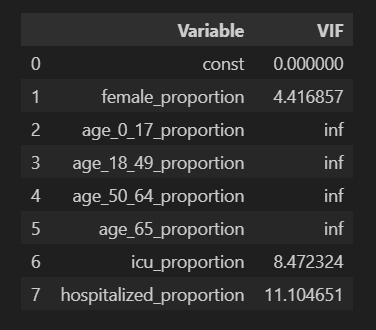 Variable VIF
0 const 0.000000
1 female_proportion 4.416857
2 age_0_17_proportion inf
3 age_18_49_proportion inf
4 age_50_64_proportion inf
5 age_65_proportion inf
6 icu_proportion 8.472324
7 hospitalized_proportion 11.104651